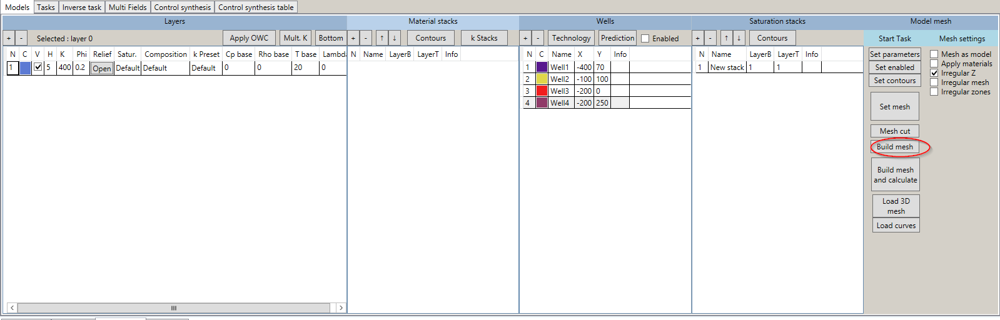 Models Tasks Inverse task Multi Fields Control synthesis Control synthesis table
Layers Material stacks Wells Saturation stacks Model mesh
+ - Selected : layer 0 Apply OWC Mult. K Bottom + - ↑ ↓ Contours k Stacks + - Technology Prediction Enabled + - ↑ ↓ Contours Start Task Mesh settings
N C V H K Phi Relief Satur. Composition k Preset Cp base Rho base T base Lambda N Name LayerB LayerT Info N C Name X Y Info N Name LayerB LayerT Info Set parameters Mesh as model
1 5 400 0.2 Open Default Default Default 0 0 20 0 1 Well1 -400 70 1 New stack 1 1 Set enabled Apply materials
Irregular Z
2 Well2 -100 100 Set contours Irregular mesh
3 Well3 -200 0 Irregular zones
4 Well4 -200 250 Set mesh
Mesh cut
Build mesh
Build mesh
and calculate
Load 3D
mesh
Load curves